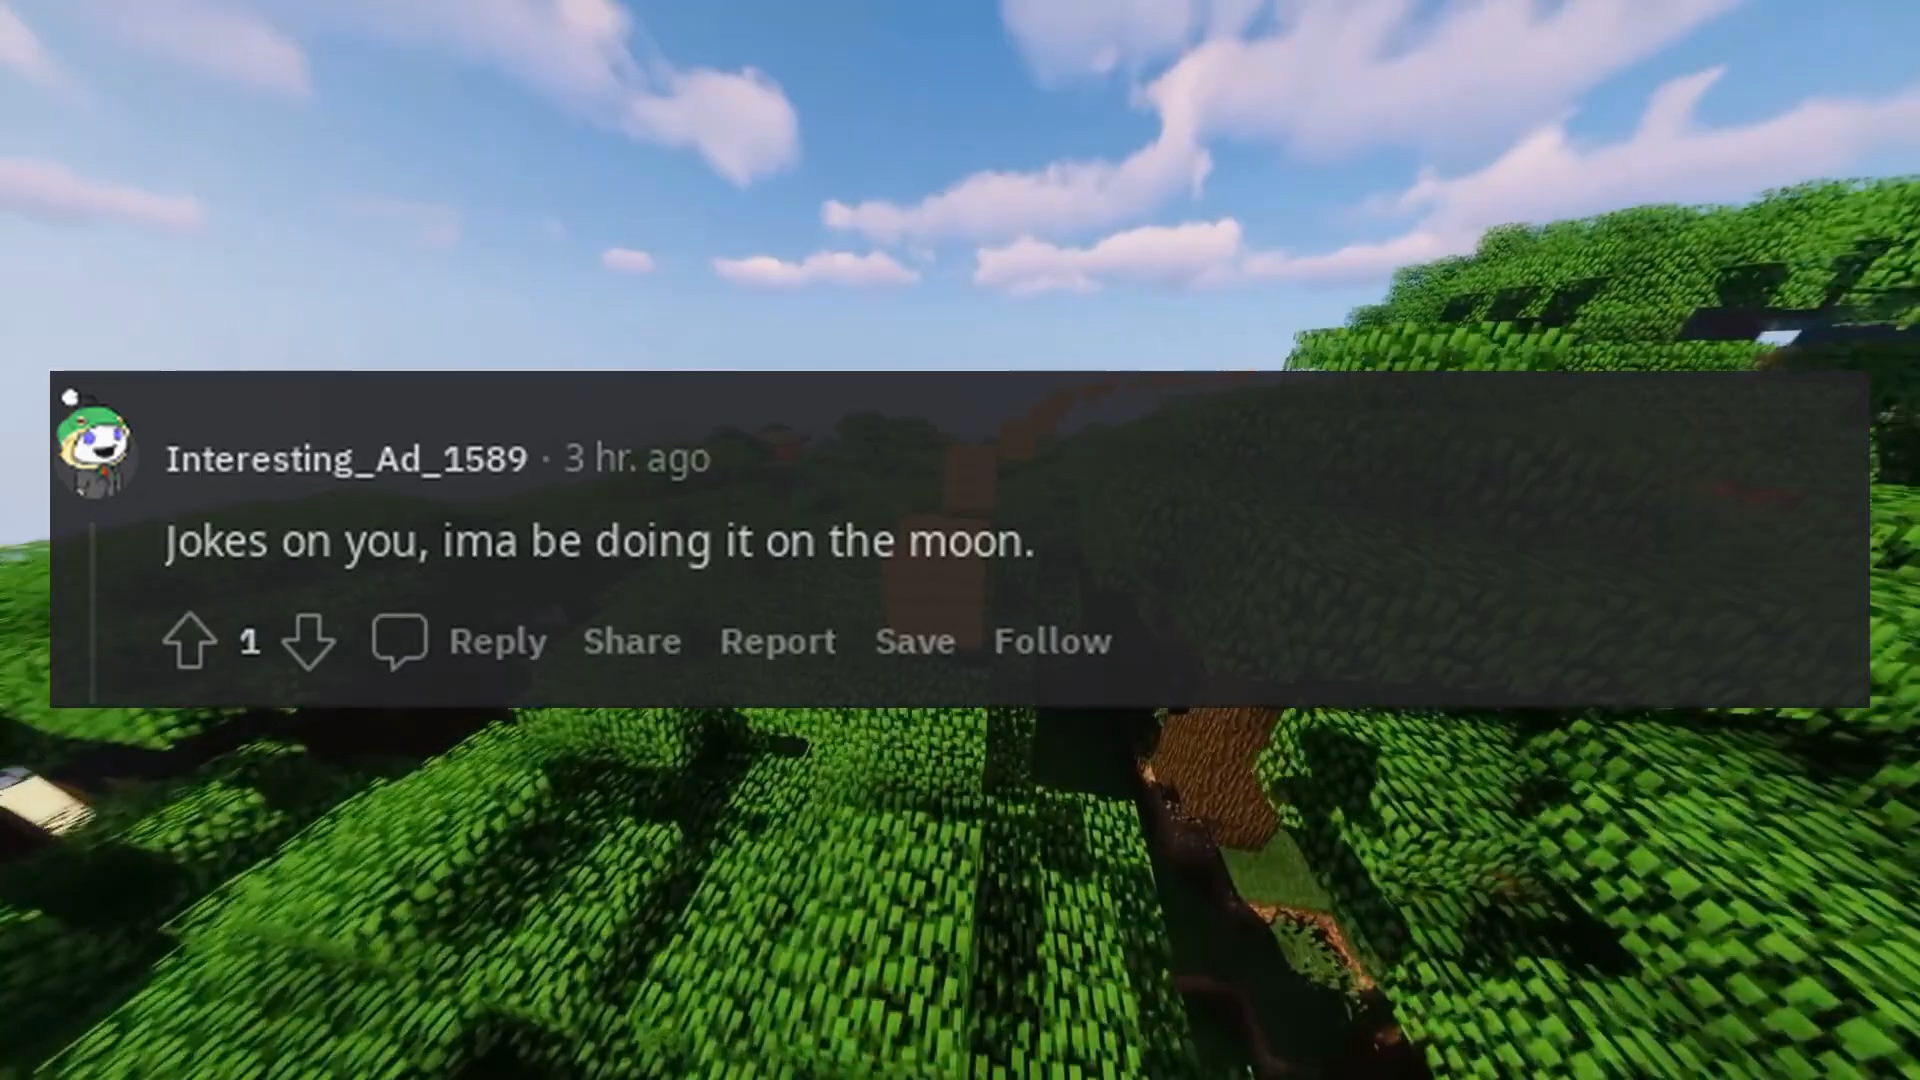 Interesting_Ad_1589 · 3 hr. ago
Jokes on you, ima be doing it on the moon.
1 Reply Share Report Save Follow